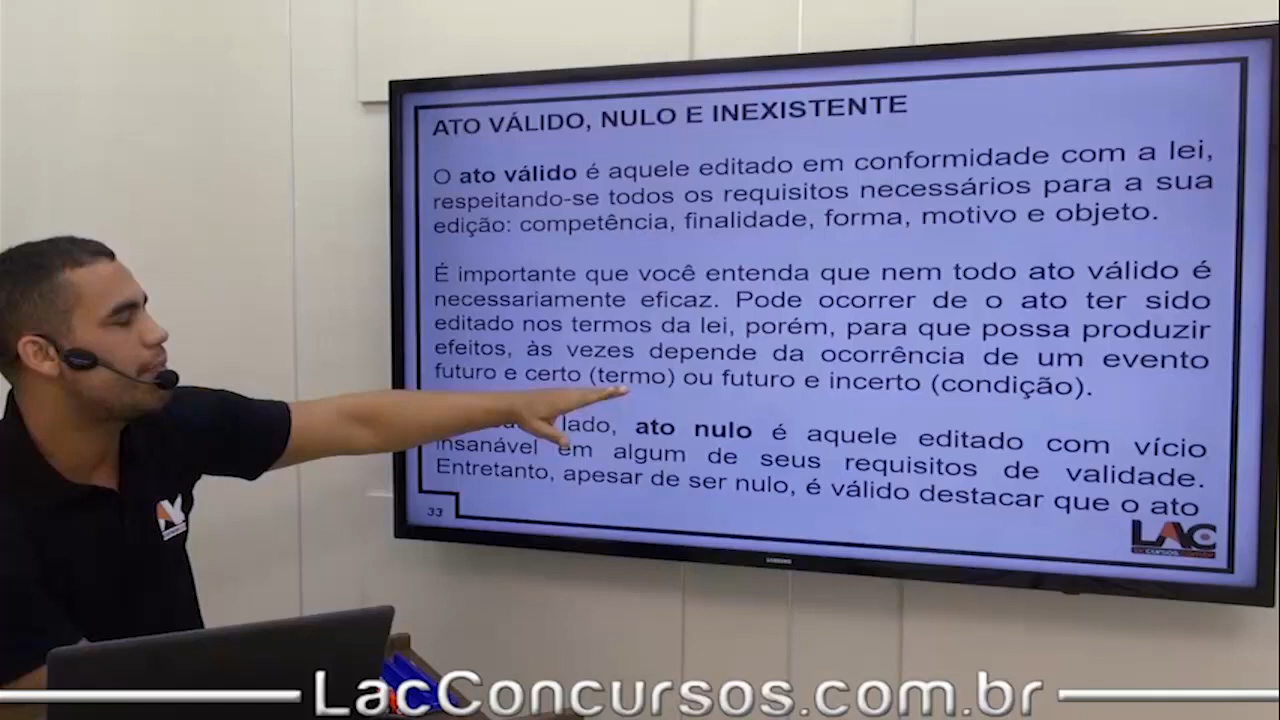 ATO VÁLIDO, NULO E INEXISTENTE
O ato válido é aquele editado em conformidade com a lei,
respeitando-se todos os requisitos necessários para a sua
edição: competência, finalidade, forma, motivo e objeto.
É importante que você entenda que nem todo ato válido é
necessariamente eficaz. Pode ocorrer de o ato ter sido
editado nos termos da lei, porém, para que possa produzir
efeitos, às vezes depende da ocorrência de um evento
futuro e certo (termo) ou futuro e incerto (condição).
lado, ato nulo é aquele editado com vício
insanável em algum de seus requisitos de validade.
Entretanto, apesar de ser nulo, é válido destacar que o ato
33
LAC
SAMSUNG
LacConcursos.com.br